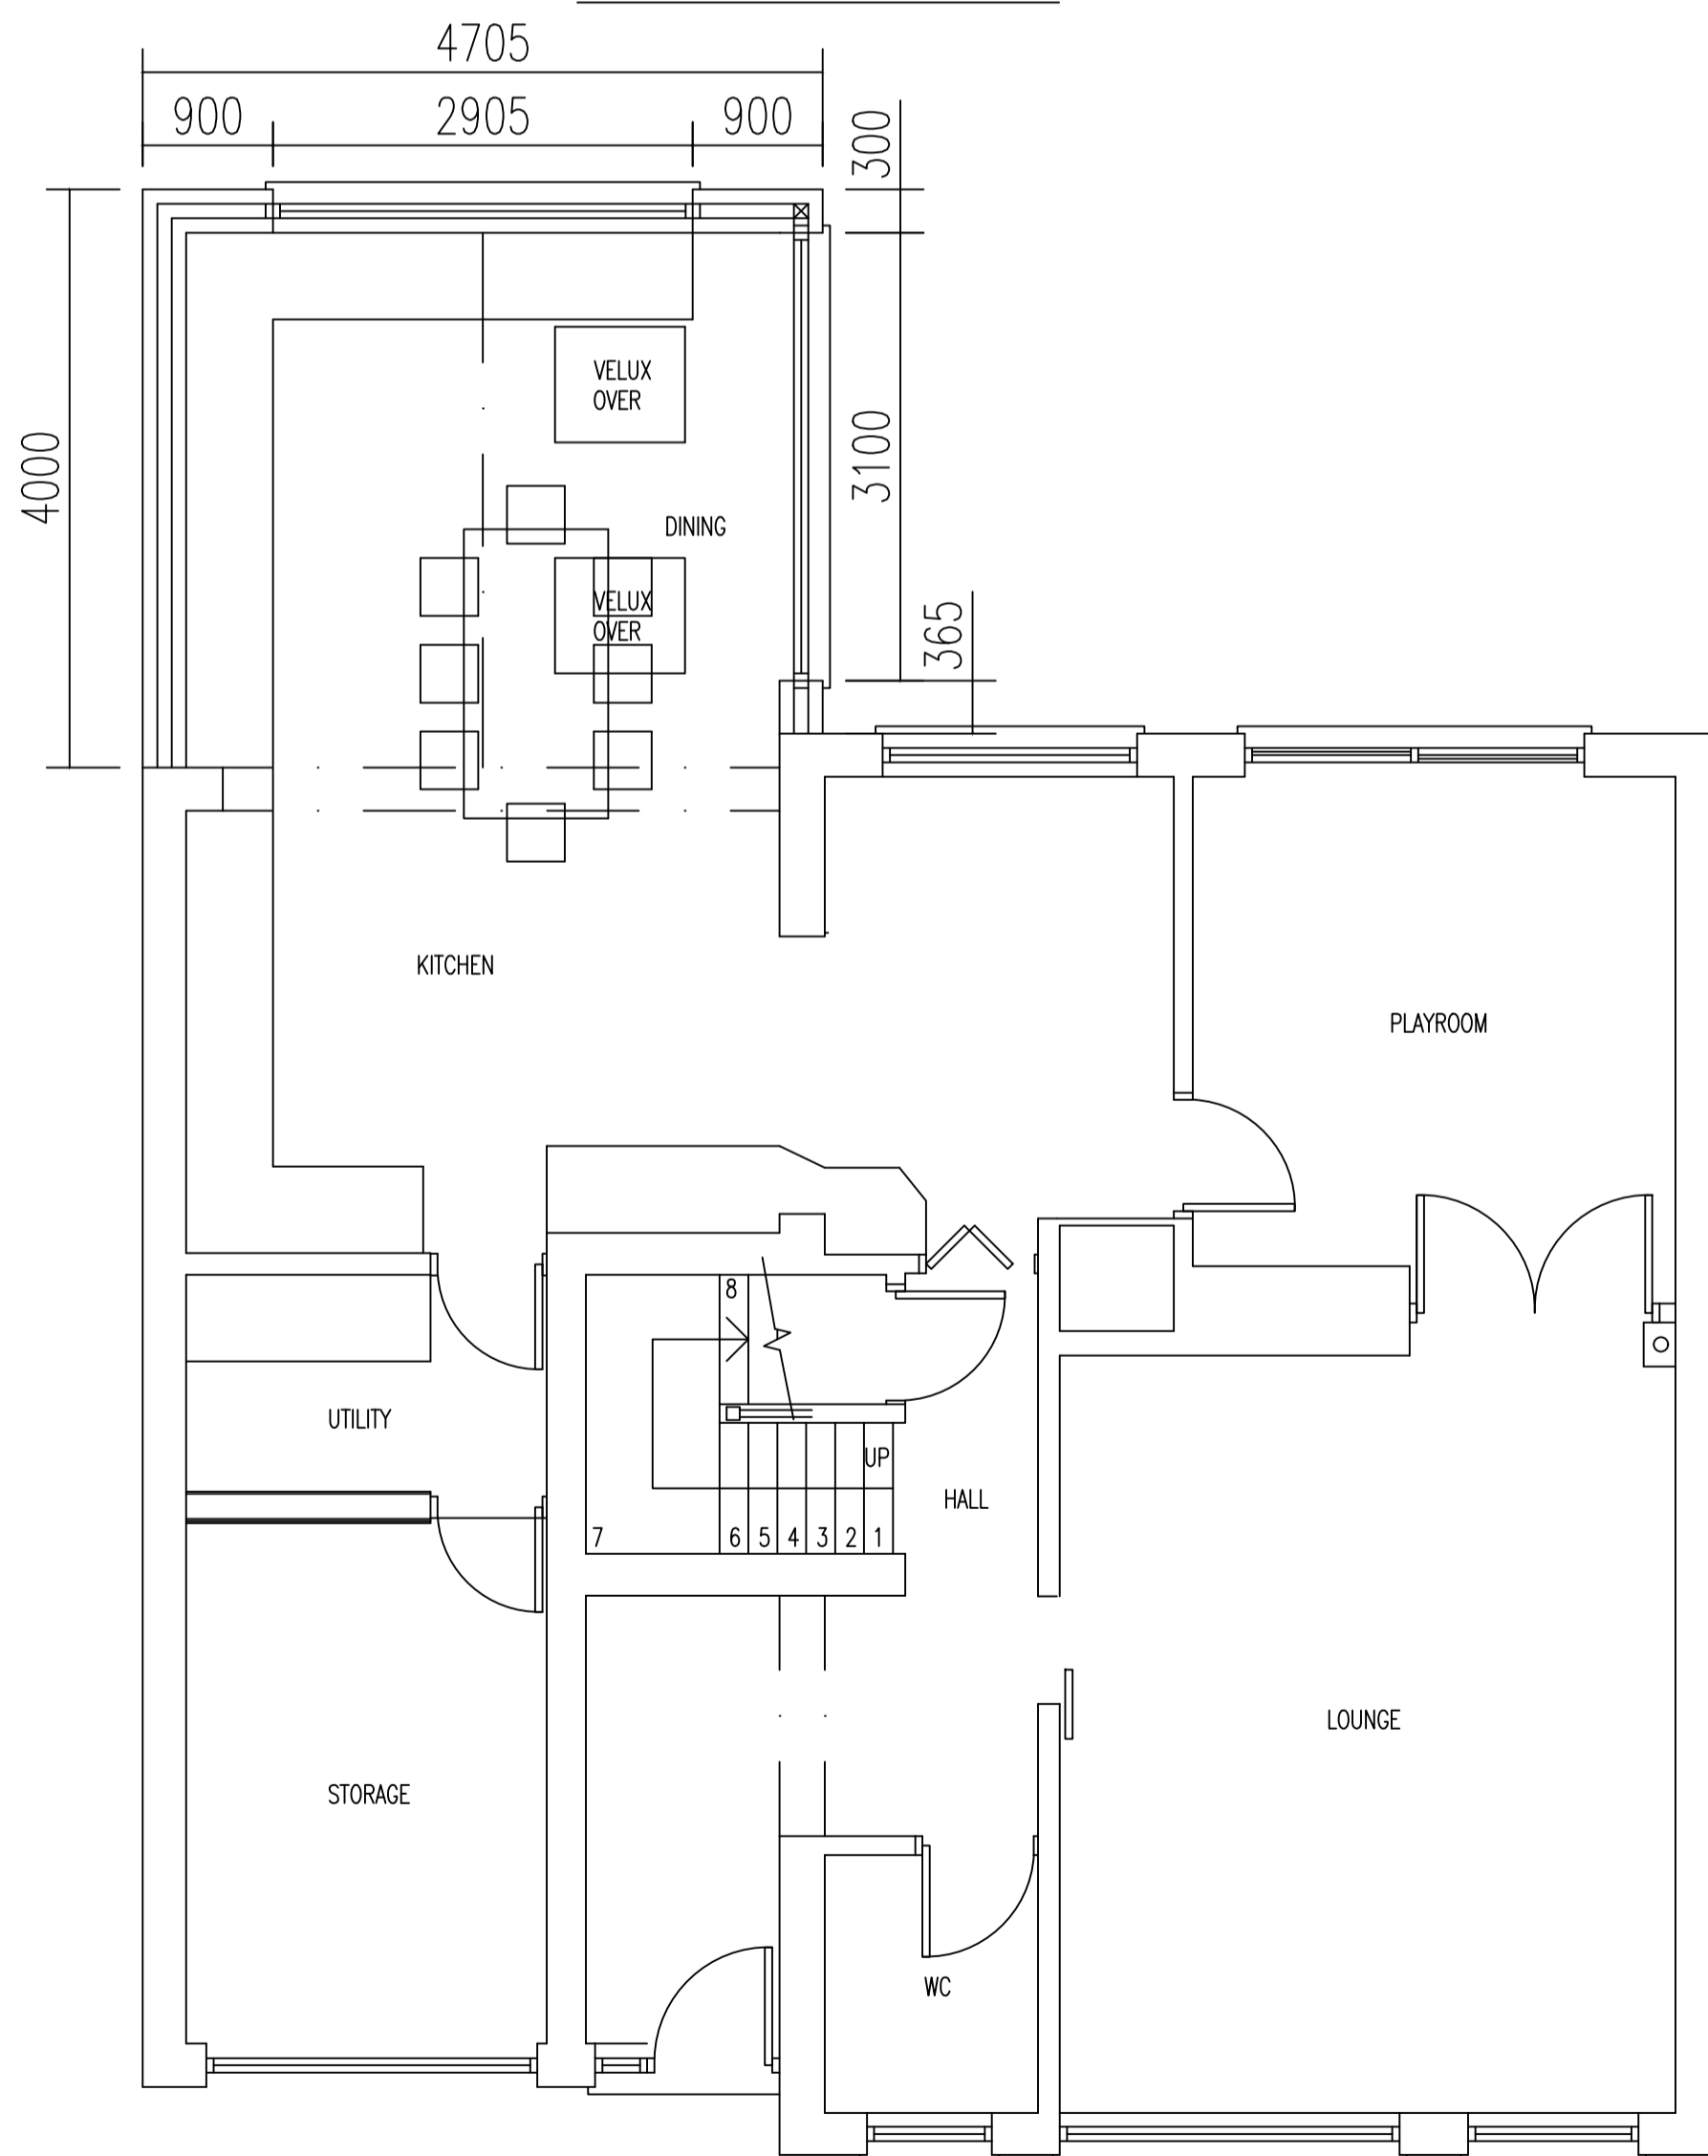 4705
900 2905 900
300
VELUX
OVER
4000
3100
DINING
VELUX
OVER
365
KITCHEN
PLAYROOM
8
UTILITY
UP
HALL
7 6 5 4 3 2 1
LOUNGE
STORAGE
WC